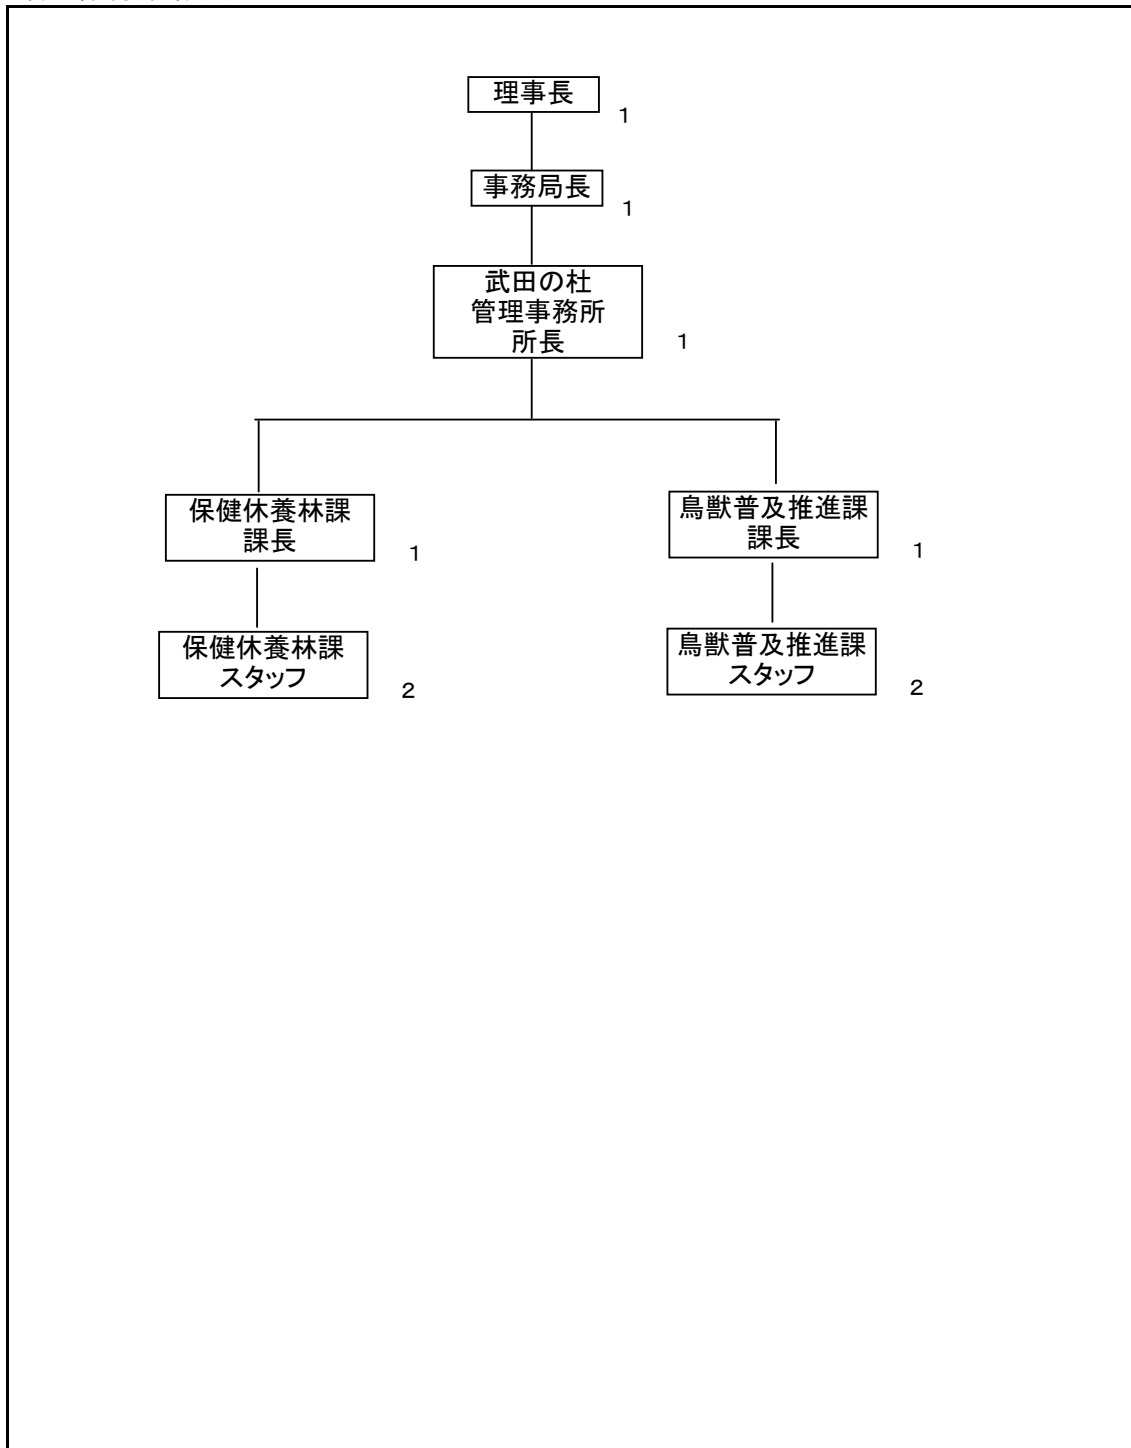 理事長
1
事務局長
1
武田の杜
管理事務所
所長
1
保健休養林課
課長
1
鳥獣普及推進課
課長
1
保健休養林課
スタッフ
2
鳥獣普及推進課
スタッフ
2